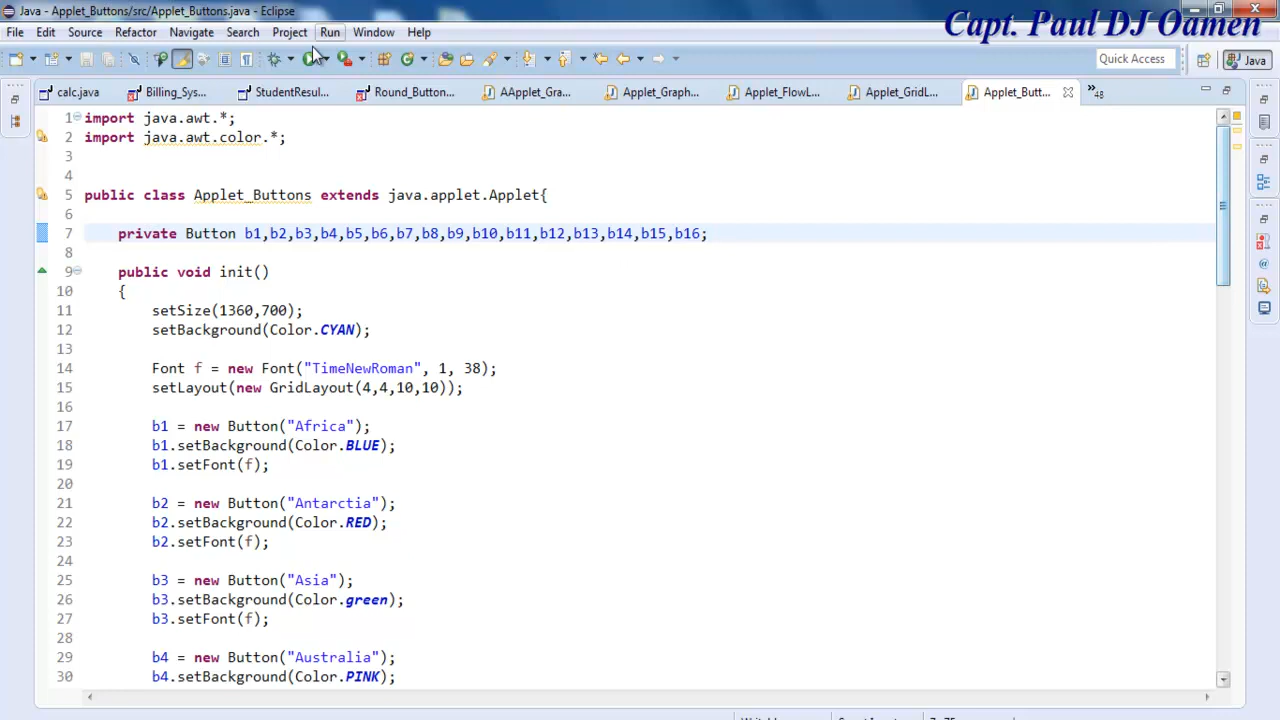 Java - Applet_Buttons/src/Applet_Buttons.java - Eclipse
Capt. Paul DJ Oamen
File Edit Source Refactor Navigate Search Project Run Window Help
Quick Access
Java
calc.java Billing_Sys... StudentResul... Round_Button... AApplet_Gra... Applet_Graph... Applet_FlowL... Applet_GridL... Applet_Butt... »48
1 import java.awt.*;
2 import java.awt.color.*;
3
4
5 public class Applet_Buttons extends java.applet.Applet{
6
7 private Button b1,b2,b3,b4,b5,b6,b7,b8,b9,b10,b11,b12,b13,b14,b15,b16;
8
9 public void init()
10 {
11 setSize(1360,700);
12 setBackground(Color.CYAN);
13
14 Font f = new Font("TimeNewRoman", 1, 38);
15 setLayout(new GridLayout(4,4,10,10));
16
17 b1 = new Button("Africa");
18 b1.setBackground(Color.BLUE);
19 b1.setFont(f);
20
21 b2 = new Button("Antarctia");
22 b2.setBackground(Color.RED);
23 b2.setFont(f);
24
25 b3 = new Button("Asia");
26 b3.setBackground(Color.green);
27 b3.setFont(f);
28
29 b4 = new Button("Australia");
30 b4.setBackground(Color.PINK);